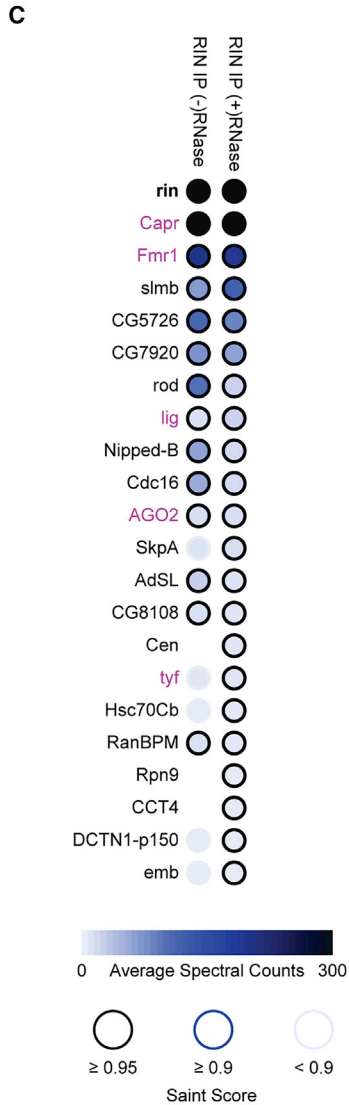 C
RIN IP (-)RNase
RIN IP (+)RNase
rin
Capr
Fmr1
slmb
CG5726
CG7920
rod
lig
Nipped-B
Cdc16
AGO2
SkpA
AdSL
CG8108
Cen
tyf
Hsc70Cb
RanBPM
Rpn9
CCT4
DCTN1-p150
emb
0 Average Spectral Counts 300
≥ 0.95 ≥ 0.9 < 0.9
Saint Score